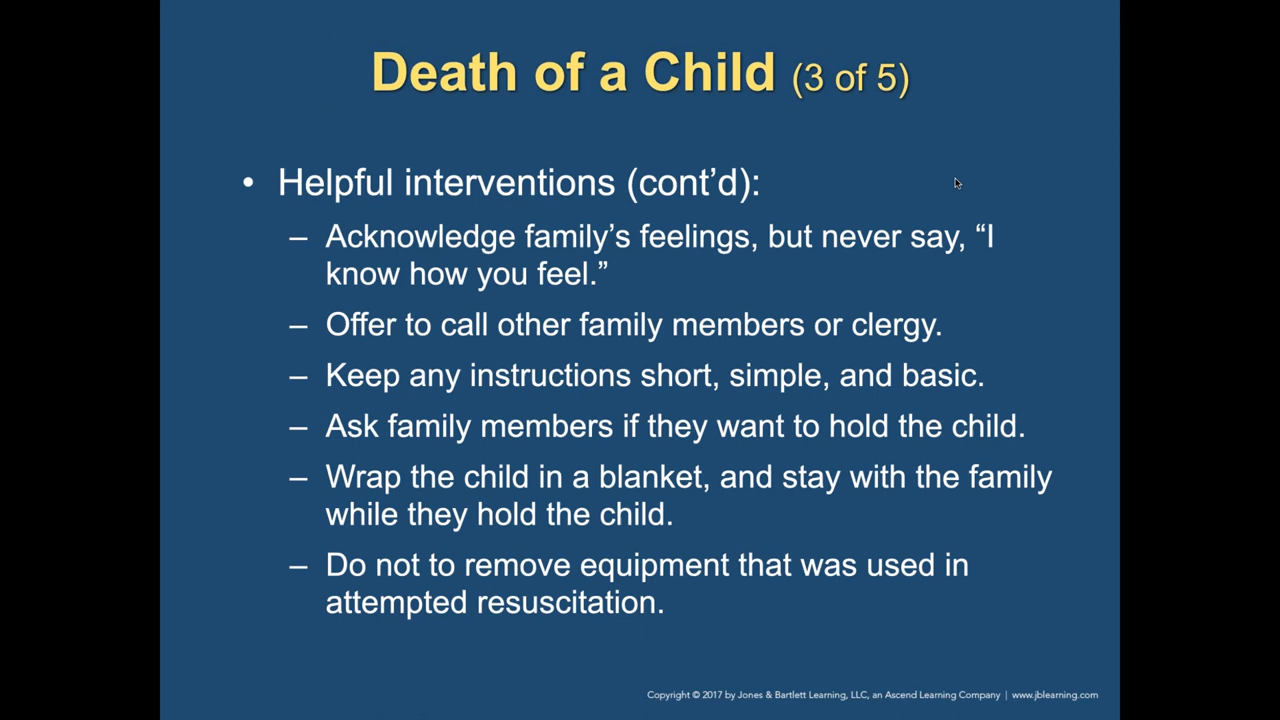 Death of a Child (3 of 5)
• Helpful interventions (cont’d):
– Acknowledge family’s feelings, but never say, “I
know how you feel.”
– Offer to call other family members or clergy.
– Keep any instructions short, simple, and basic.
– Ask family members if they want to hold the child.
– Wrap the child in a blanket, and stay with the family
while they hold the child.
– Do not to remove equipment that was used in
attempted resuscitation.
Copyright © 2017 by Jones & Bartlett Learning, LLC, an Ascend Learning Company | www.jblearning.com